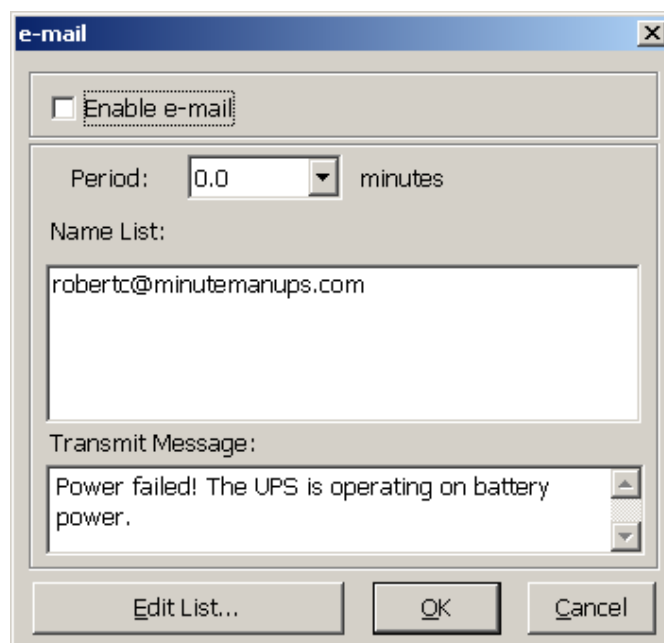 e-mail
Enable e-mail
Period: 0.0 minutes
Name List:
robertc@minutemanups.com
Transmit Message:
Power failed! The UPS is operating on battery
power.
Edit List... OK Cancel